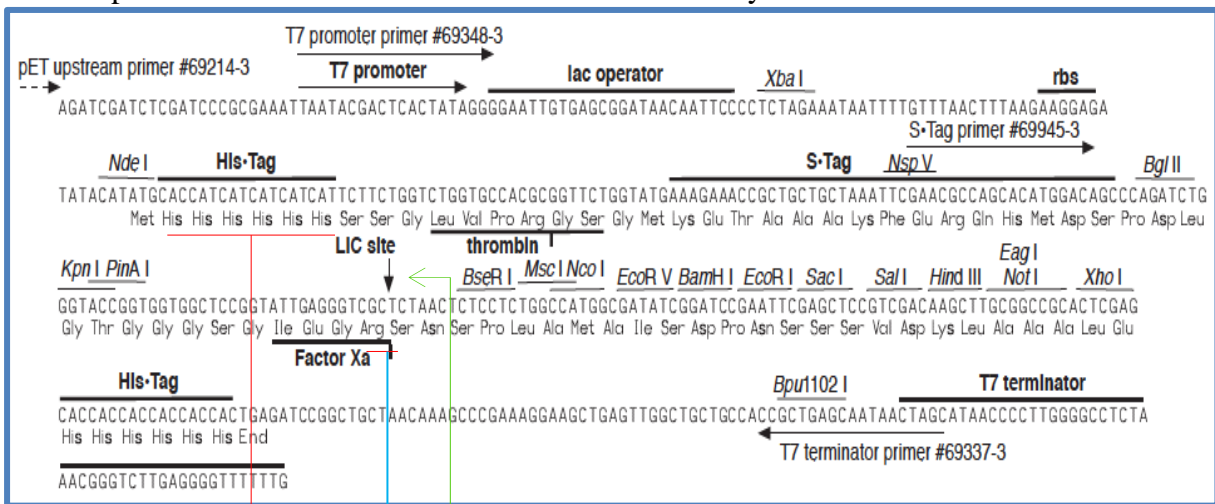 T7 promoter primer #69348-3
pET upstream primer #69214-3
T7 promoter
lac operator
Xba I
rbs
AGATCGATCTCGATCCCGCGAAATTAATACGACTCACTATAGGGGAATTGTGAGCGGATAACAATTCCCCTCTAGAAATAATTTTGTTTAACTTTAAGAAGGAGA
S•Tag primer #69945-3
Nde I
His•Tag
S•Tag
Nsp V
Bgl II
TATACATATGCACCATCATCATCATCATTCTTCTGGTCTGGTGCCACGCGGTTCTGGTATGAAAGAAACCGCTGCTGCTAAATTCGAACGCCAGCACATGGACAGCCCAGATCTG
Met His His His His His His Ser Ser Gly Leu Val Pro Arg Gly Ser Gly Met Lys Glu Thr Ala Ala Ala Lys Phe Glu Arg Gln His Met Asp Ser Pro Asp Leu
LIC site
thrombin
Eag I
Kpn I PinA I
BseR I
Msc I Nco I
EcoR V
BamH I
EcoR I
Sac I
Sal I
Hind III
Not I
Xho I
GGTACCGGTGGTGGCTCCGGTATTGAGGGTCGCTCTAACTCTCCTCTGGCCATGGCGATATCGGATCCGAATTCGAGCTCCGTCGACAAGCTTGCGGCCGCACTCGAG
Gly Thr Gly Gly Gly Ser Gly Ile Glu Gly Arg Ser Asn Ser Pro Leu Ala Met Ala Ile Ser Asp Pro Asn Ser Ser Ser Val Asp Lys Leu Ala Ala Ala Leu Glu
Factor Xa
His•Tag
Bpu1102 I
T7 terminator
CACCACCACCACCACCACTGAGATCCGGCTGCTAACAAAGCCCGAAAGGAAGCTGAGTTGGCTGCTGCCACCGCTGAGCAATAACTAGCATAACCCCTTGGGGCCTCTA
His His His His His His End
T7 terminator primer #69337-3
AACGGGTCTTGAGGGGTTTTTTG